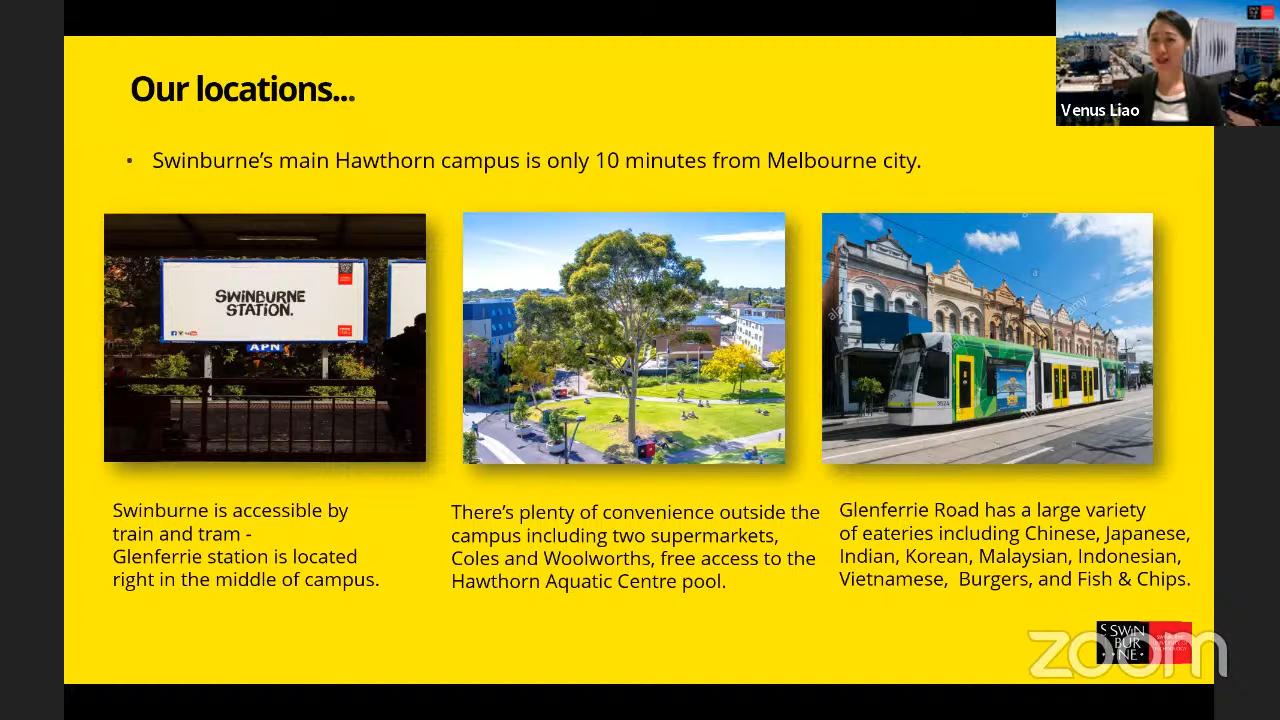 Our locations...
Venus Liao
• Swinburne's main Hawthorn campus is only 10 minutes from Melbourne city.
SWINBURNE
STATION.
APN
alamy
a
3524
Swinburne is accessible by
train and tram -
Glenferrie station is located
right in the middle of campus.
There's plenty of convenience outside the
campus including two supermarkets,
Coles and Woolworths, free access to the
Hawthorn Aquatic Centre pool.
Glenferrie Road has a large variety
of eateries including Chinese, Japanese,
Indian, Korean, Malaysian, Indonesian,
Vietnamese, Burgers, and Fish & Chips.
SWIN
BUR
NE
zoom